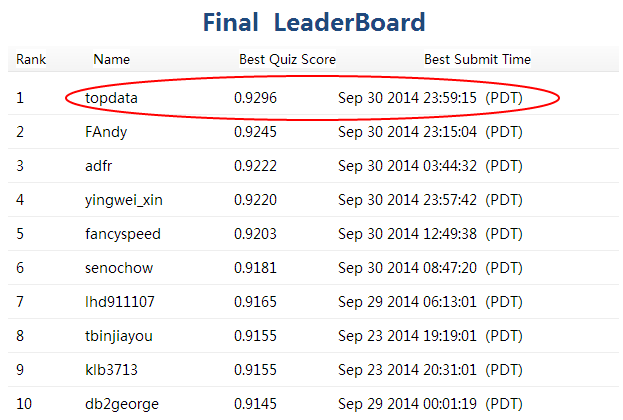 Final LeaderBoard
Rank Name Best Quiz Score Best Submit Time
1 topdata 0.9296 Sep 30 2014 23:59:15 (PDT)
2 FAndy 0.9245 Sep 30 2014 23:15:04 (PDT)
3 adfr 0.9222 Sep 30 2014 03:44:32 (PDT)
4 yingwei_xin 0.9220 Sep 30 2014 23:57:42 (PDT)
5 fancyspeed 0.9203 Sep 30 2014 12:49:38 (PDT)
6 senochow 0.9181 Sep 30 2014 08:47:20 (PDT)
7 lhd911107 0.9165 Sep 29 2014 06:13:01 (PDT)
8 tbinjiayou 0.9155 Sep 23 2014 19:19:01 (PDT)
9 klb3713 0.9155 Sep 23 2014 20:31:01 (PDT)
10 db2george 0.9145 Sep 29 2014 00:01:19 (PDT)